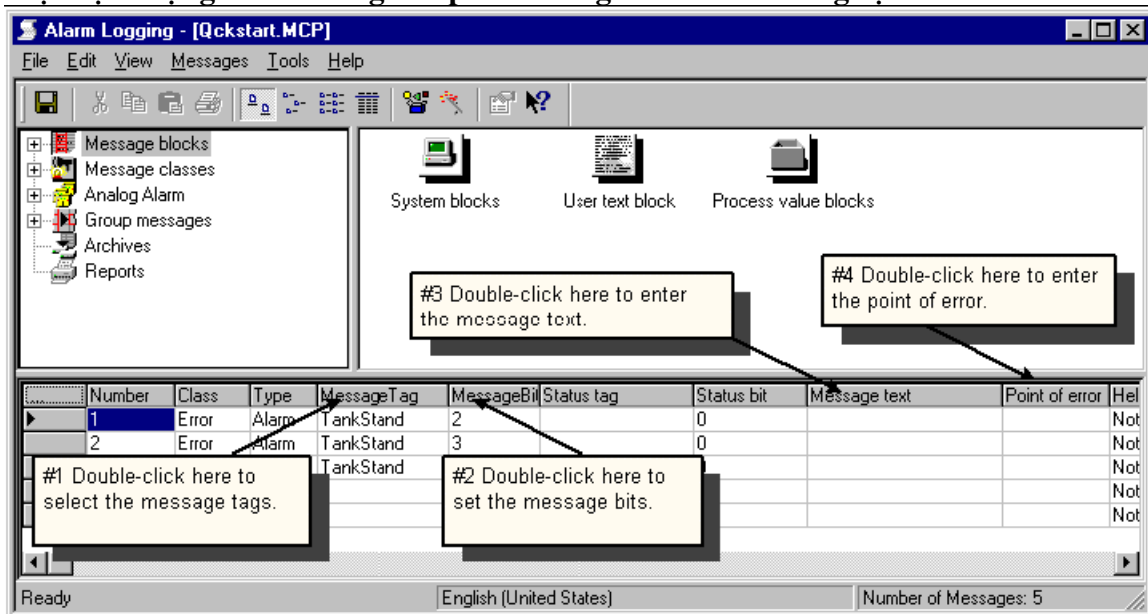 Alarm Logging - [Qckstart.MCP]
File Edit View Messages Tools Help
Message blocks
Message classes
Analog Alarm
Group messages
Archives
Reports
System blocks
User text block
Process value blocks
#3 Double-click here to enter
the message text.
#4 Double-click here to enter
the point of error.
Number Class Type MessageTag MessageBit Status tag Status bit Message text Point of error Hel
1 Error Alarm TankStand 2 0 Not
2 Error Alarm TankStand 3 0 Not
TankStand Not
Not
Not
#1 Double-click here to
select the message tags.
#2 Double-click here to
set the message bits.
Ready English (United States) Number of Messages: 5